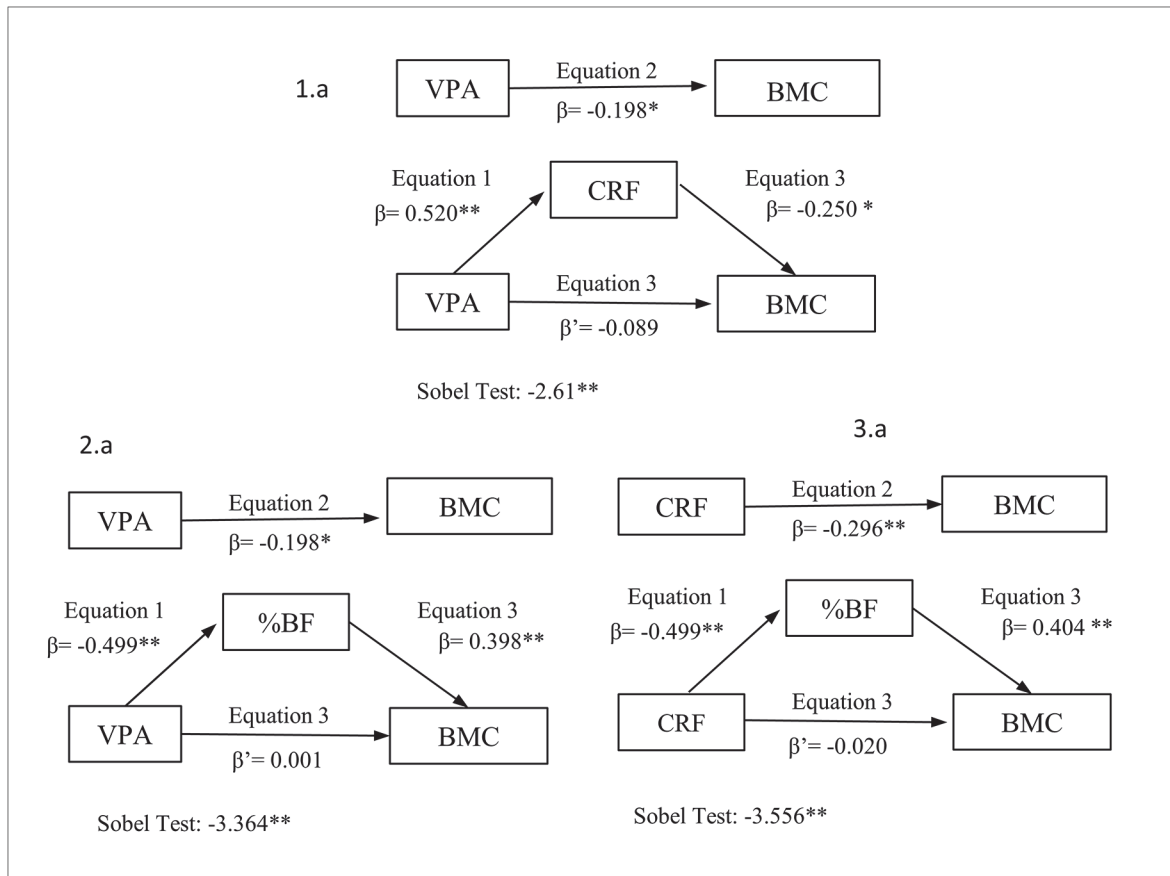 1.a
VPA
Equation 2
β= -0.198*
BMC
Equation 1
β= 0.520**
CRF
Equation 3
β= -0.250 *
VPA
Equation 3
β’= -0.089
BMC
Sobel Test: -2.61**
2.a
VPA
Equation 2
β= -0.198*
BMC
Equation 1
β= -0.499**
%BF
Equation 3
β= 0.398**
VPA
Equation 3
β’= 0.001
BMC
Sobel Test: -3.364**
3.a
CRF
Equation 2
β= -0.296**
BMC
Equation 1
β= -0.499**
%BF
Equation 3
β= 0.404 **
CRF
Equation 3
β’= -0.020
BMC
Sobel Test: -3.556**